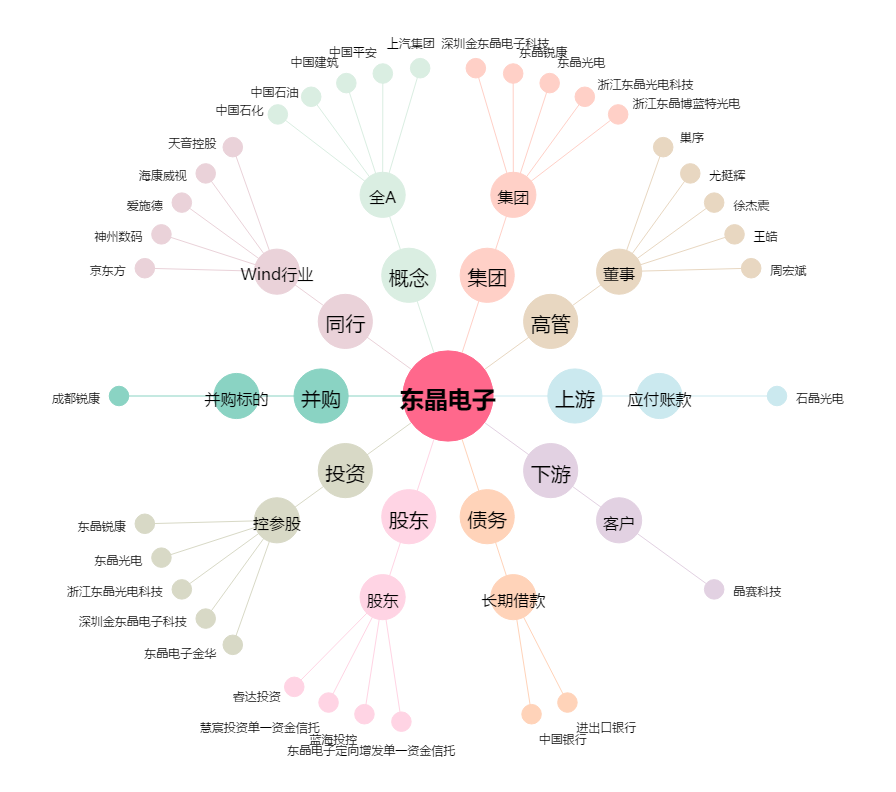 上汽集团
深圳金东晶电子科技
中国平安
东晶锐康
中国建筑
东晶光电
中国石油
浙江东晶光电科技
中国石化
浙江东晶博蓝特光电
天音控股
巢序
海康威视
尤挺辉
爱施德
全A
集团
徐杰震
神州数码
王皓
京东方
Wind行业
概念
集团
董事
周宏斌
同行
高管
成都锐康
并购标的
并购
东晶电子
上游
应付账款
石晶光电
投资
下游
东晶锐康
控参股
股东
债务
客户
东晶电光
浙江东晶光电科技
股东
长期借款
晶赛科技
深圳金东晶电子科技
东晶电子金华
睿达投资
慧宸投资单一资金信托
进出口银行
蓝海投控
中国银行
东晶电子定向增发单一资金信托